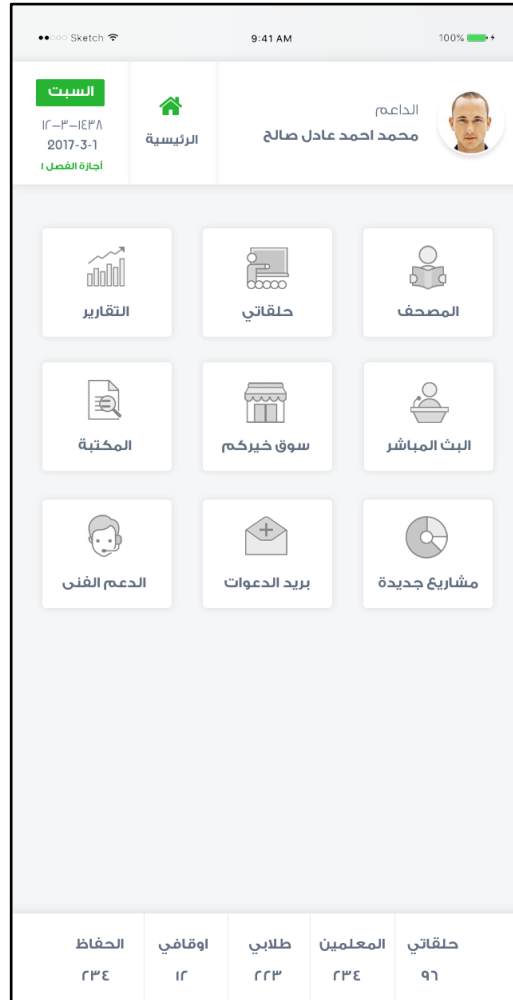 Sketch
9:41 AM
100%
الداعم
محمد احمد عادل صالح
الرئيسية
السبت
١٢-٣-١٤٣٨
2017-3-1
أجازة الفصل ١
المصحف
حلقاتي
التقارير
البث المباشر
سوق خيركم
المكتبة
مشاريع جديدة
بريد الدعوات
الدعم الفنى
حلقاتي
المعلمين
طلابي
اوقافي
الحفاظ
٩٦
٢٣٤
٢٢٣
١٢
٢٣٤